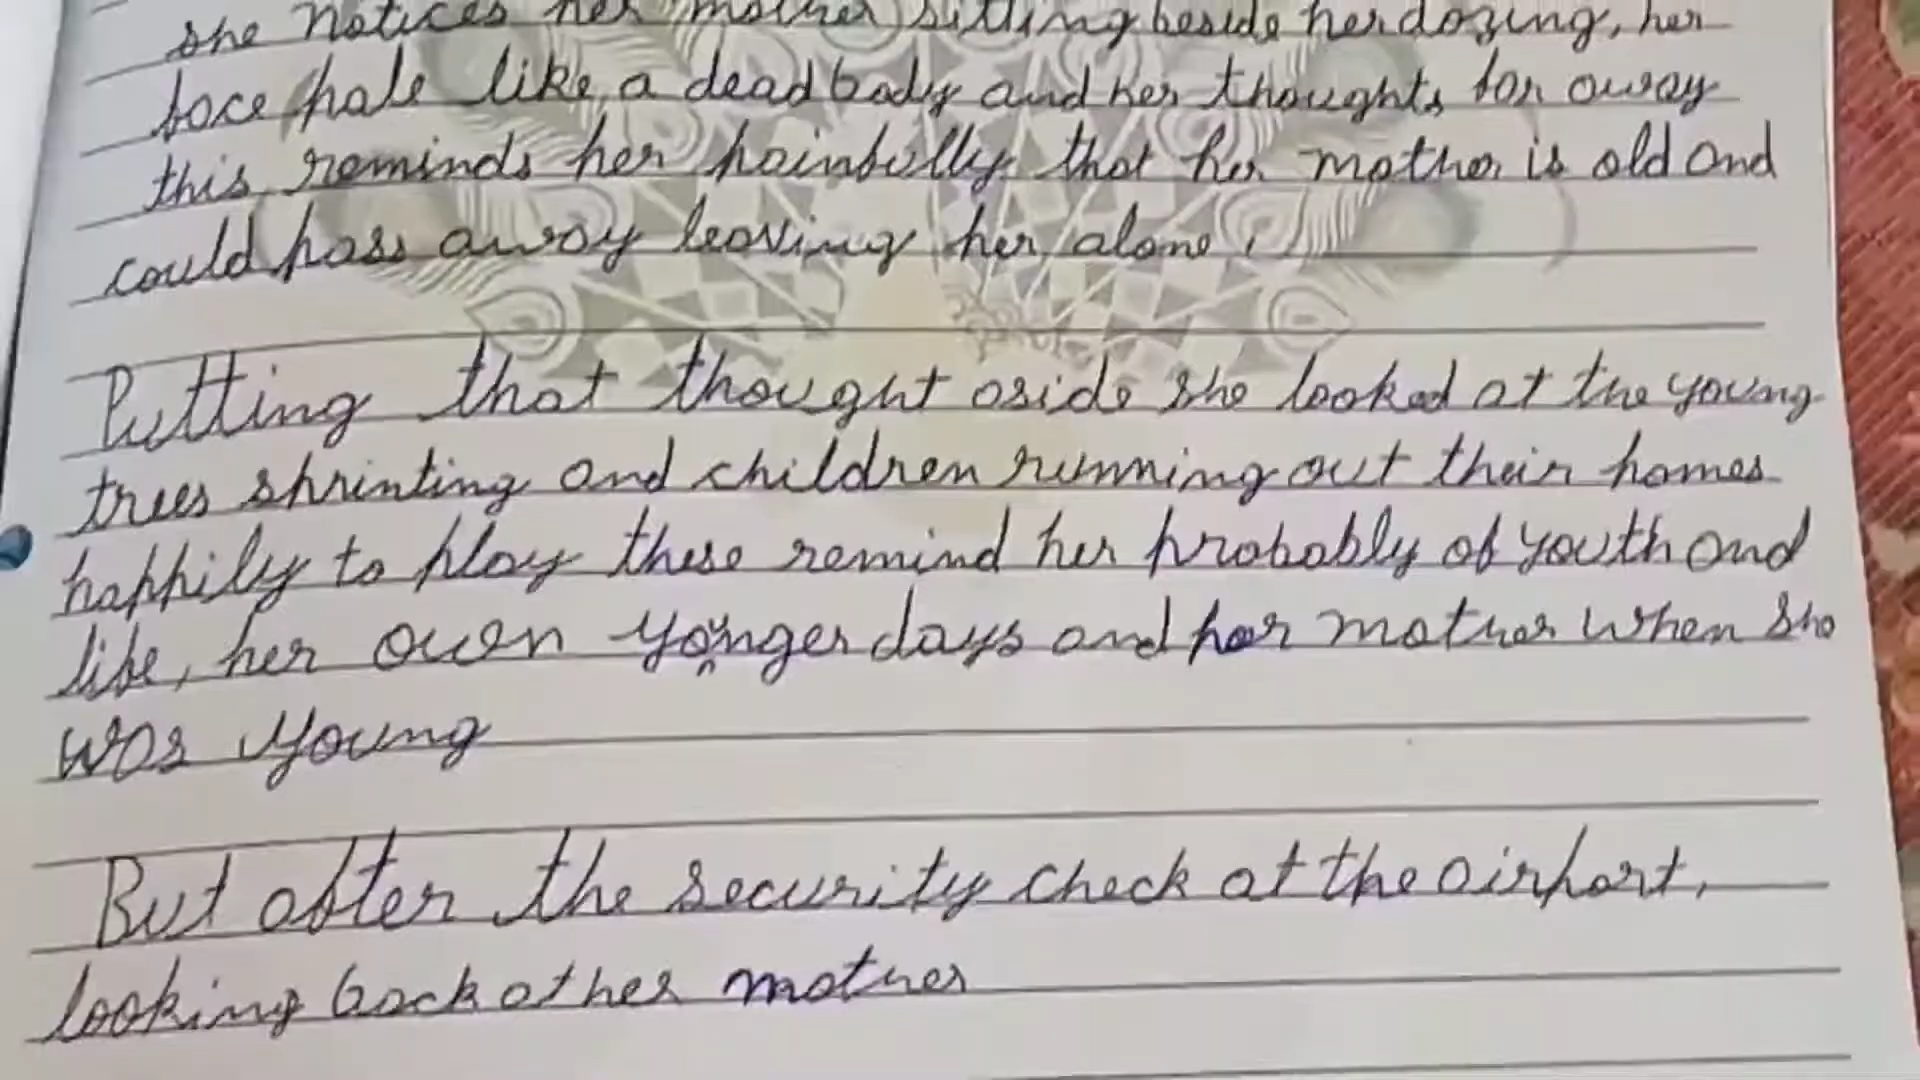 she notices her mother sitting beside her dozing, her
face pale like a dead body and her thoughts far away
this reminds her painfully that her mother is old and
could pass away leaving her alone,
Putting that thought aside she looked at the young
trees shrinting and children running out their homes
happily to play these remind her probably of youth and
life, her own younger days and her mother when she
was young
But after the security check at the airport,
looking back at her mother